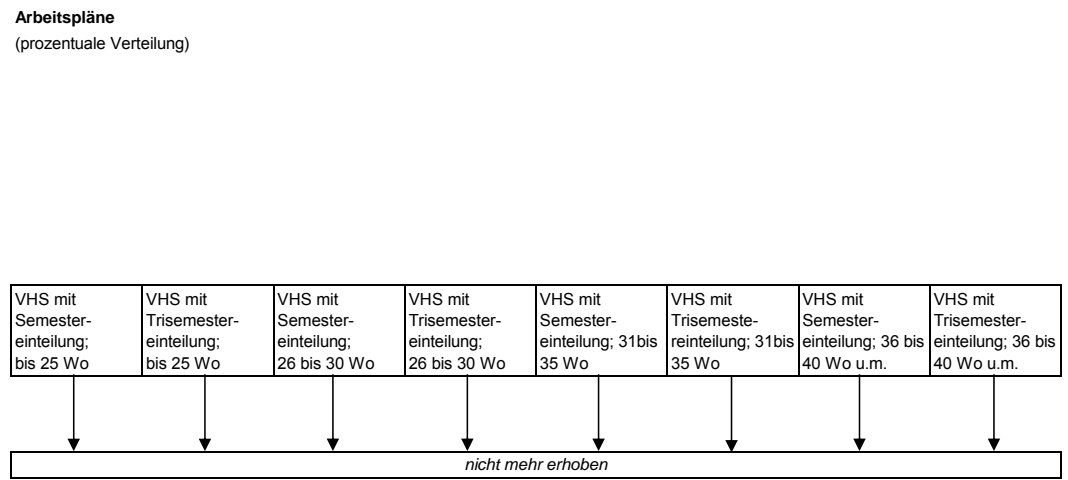 Arbeitspläne
(prozentuale Verteilung)
VHS mit
Semester-
einteilung;
bis 25 Wo
VHS mit
Trisemester-
einteilung;
bis 25 Wo
VHS mit
Semester-
einteilung;
26 bis 30 Wo
VHS mit
Trisemester-
einteilung;
26 bis 30 Wo
VHS mit
Semester-
einteilung; 31bis
35 Wo
VHS mit
Trisemeste-
reinteilung; 31bis
35 Wo
VHS mit
Semester-
einteilung; 36 bis
40 Wo u.m.
VHS mit
Trisemester-
einteilung; 36 bis
40 Wo u.m.
nicht mehr erhoben